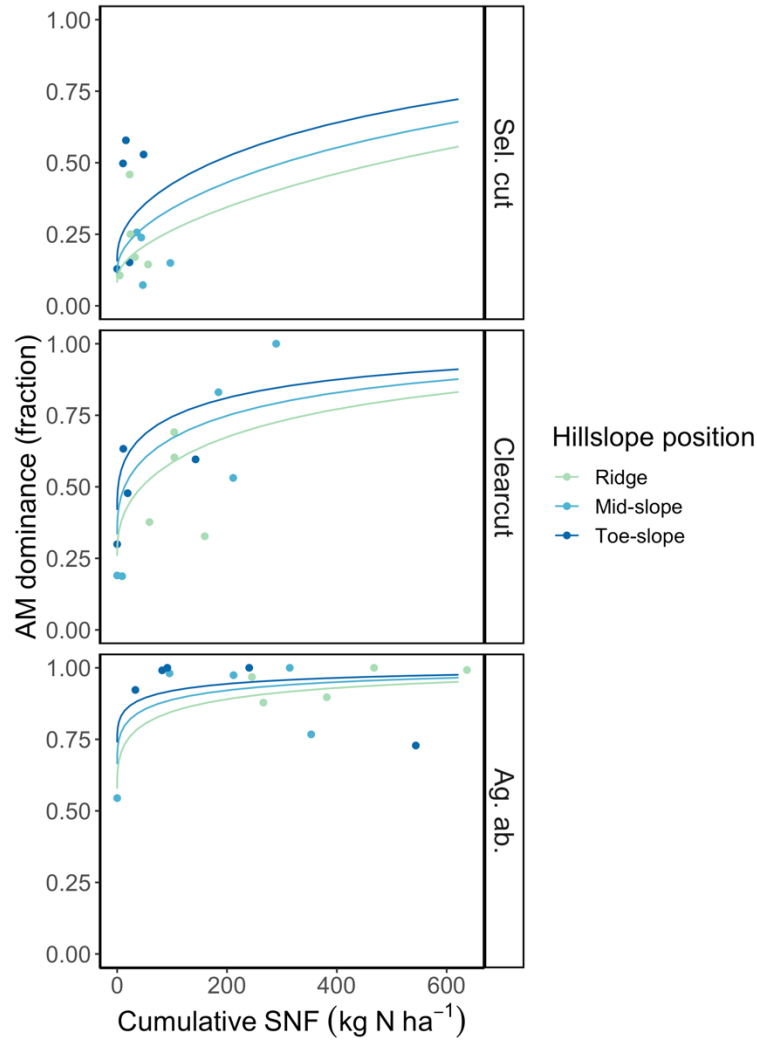 1.00
0.75
0.50
0.25
0.00
Sel. cut
1.00
0.75
0.50
0.25
0.00
Clearcut
1.00
0.75
0.50
0.25
0.00
Ag. ab.
AM dominance (fraction)
0 200 400 600
Cumulative SNF (kg N ha⁻¹)
Hillslope position
Ridge
Mid-slope
Toe-slope